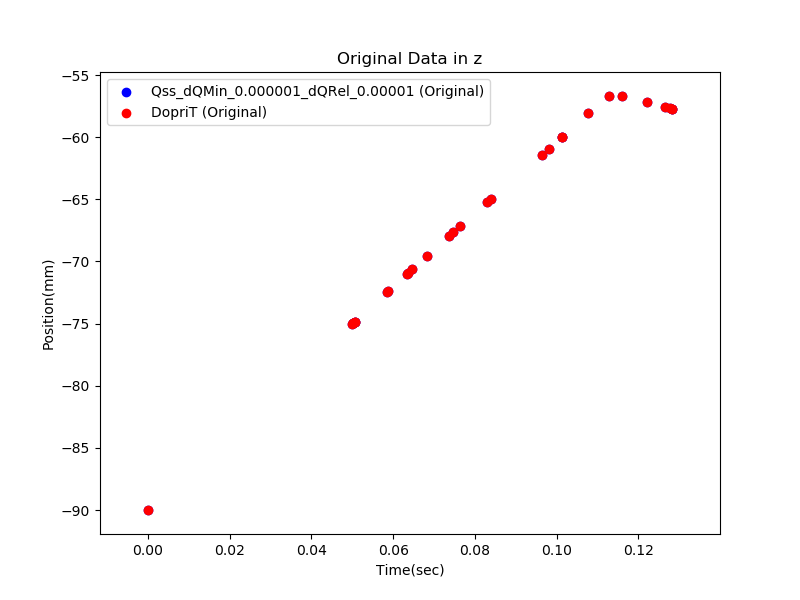 Original Data in z
Qss_dQMin_0.000001_dQRel_0.00001 (Original)
DopriT (Original)
−55
−60
−65
−70
−75
−80
−85
−90
Position(mm)
0.00 0.02 0.04 0.06 0.08 0.10 0.12
Time(sec)